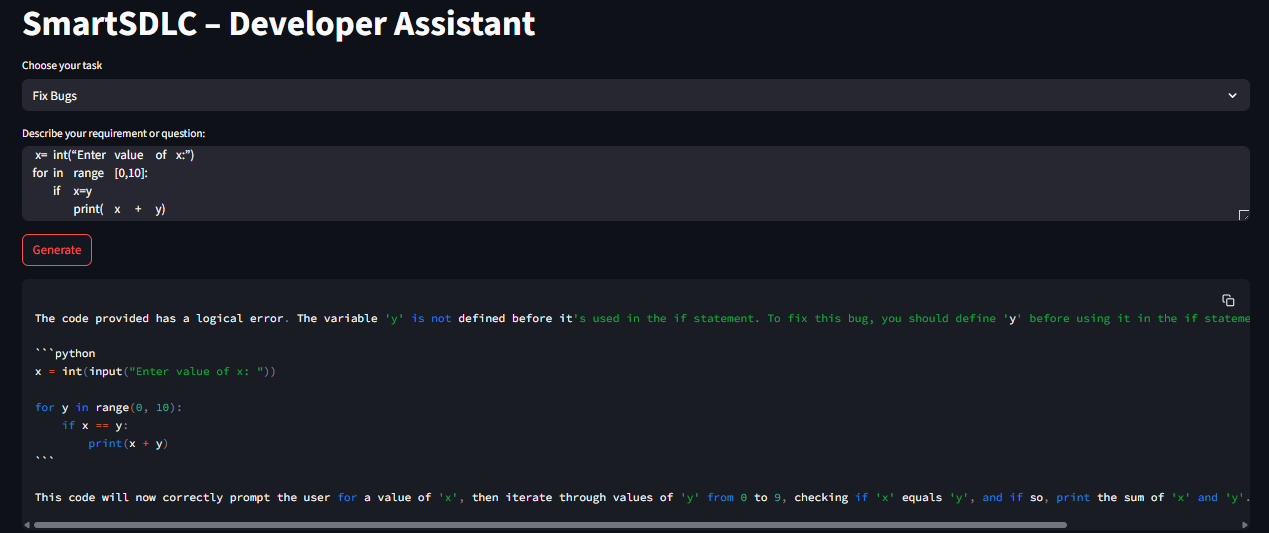 SmartSDLC – Developer Assistant
Choose your task
Fix Bugs
Describe your requirement or question:
x= int(“Enter value of x:”)
for in range [0,10]:
if x=y
print( x + y)
Generate
The code provided has a logical error. The variable 'y' is not defined before it's used in the if statement. To fix this bug, you should define 'y' before using it in the if stateme
```python
x = int(input("Enter value of x: "))
for y in range(0, 10):
if x == y:
print(x + y)
```
This code will now correctly prompt the user for a value of 'x', then iterate through values of 'y' from 0 to 9, checking if 'x' equals 'y', and if so, print the sum of 'x' and 'y'.